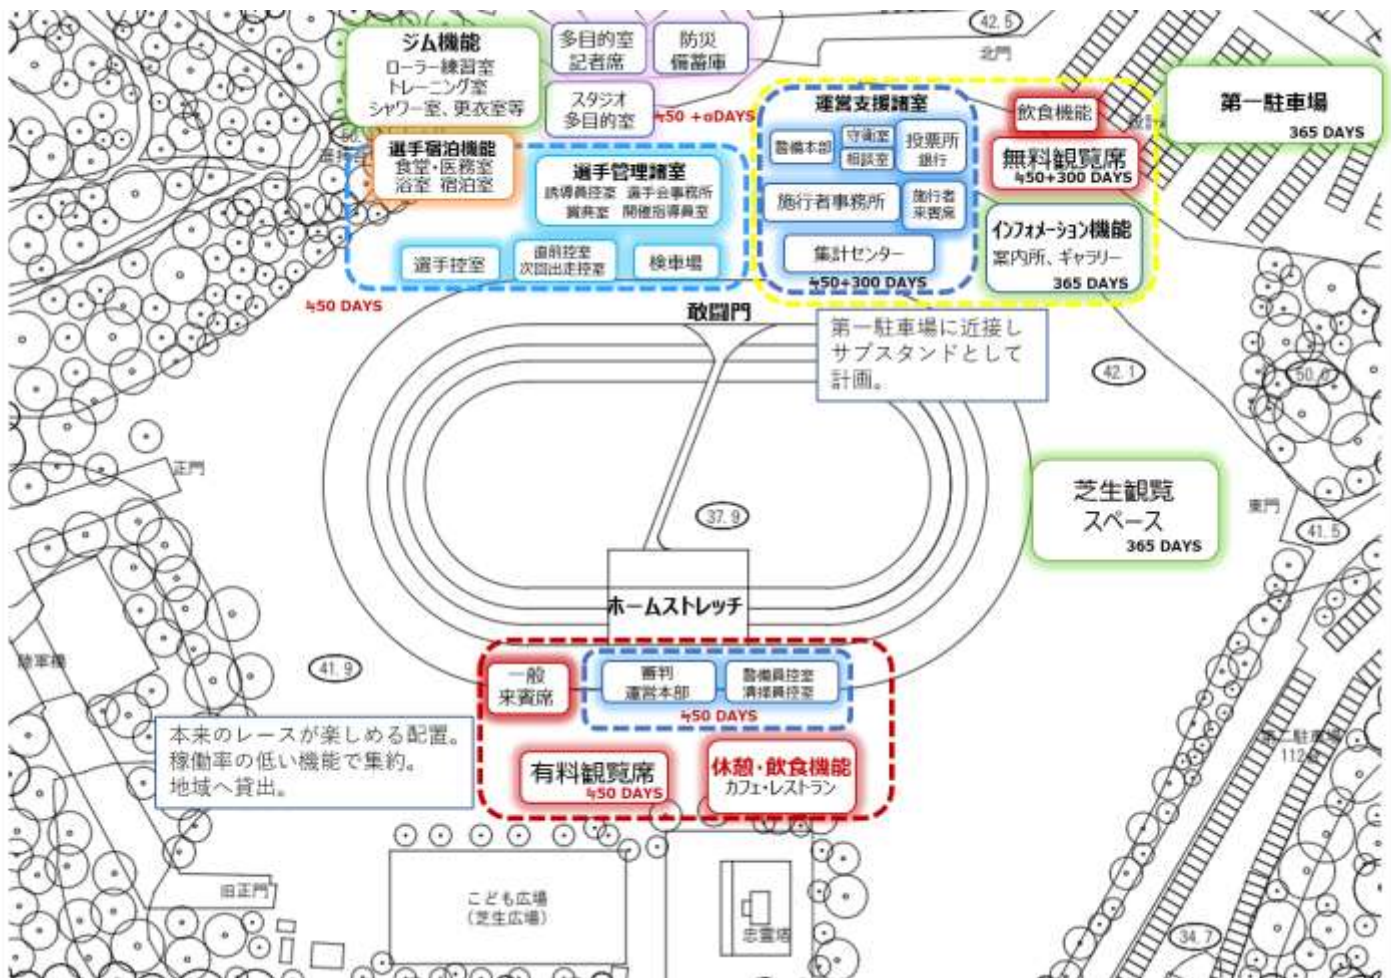 ジム機能
ローラー練習室
トレーニング室
シャワー室、更衣室等
多目的室
記者席
防災
備蓄庫
スタジオ
多目的室
≒50 +αDAYS
42.5
北門
第一駐車場
365 DAYS
選手宿泊機能
食堂・医務室
浴室 宿泊室
選手管理諸室
誘導員控室 選手会事務所
賞典室 開催指導員室
選手控室
直前控室
次回出走控室
検車場
≒50 DAYS
運営支援諸室
警備本部
守衛室
相談室
投票所
銀行
施行者事務所
施行者
来賓席
集計センター
≒50+300 DAYS
飲食機能
無料観覧席
≒50+300 DAYS
インフォメーション機能
案内所、ギャラリー
365 DAYS
敢闘門
第一駐車場に近接し
サブスタンドとして
計画。
42.1
50.0
正門
37.9
芝生観覧
スペース
365 DAYS
東門
41.5
ホームストレッチ
41.9
一般
来賓席
審判
運営本部
警備員控室
清掃員控室
≒50 DAYS
本来のレースが楽しめる配置。
稼働率の低い機能で集約。
地域へ貸出。
有料観覧席
≒50 DAYS
休憩・飲食機能
カフェ・レストラン
第二駐車場
旧正門
こども広場
(芝生広場)
忠霊塔
34.7